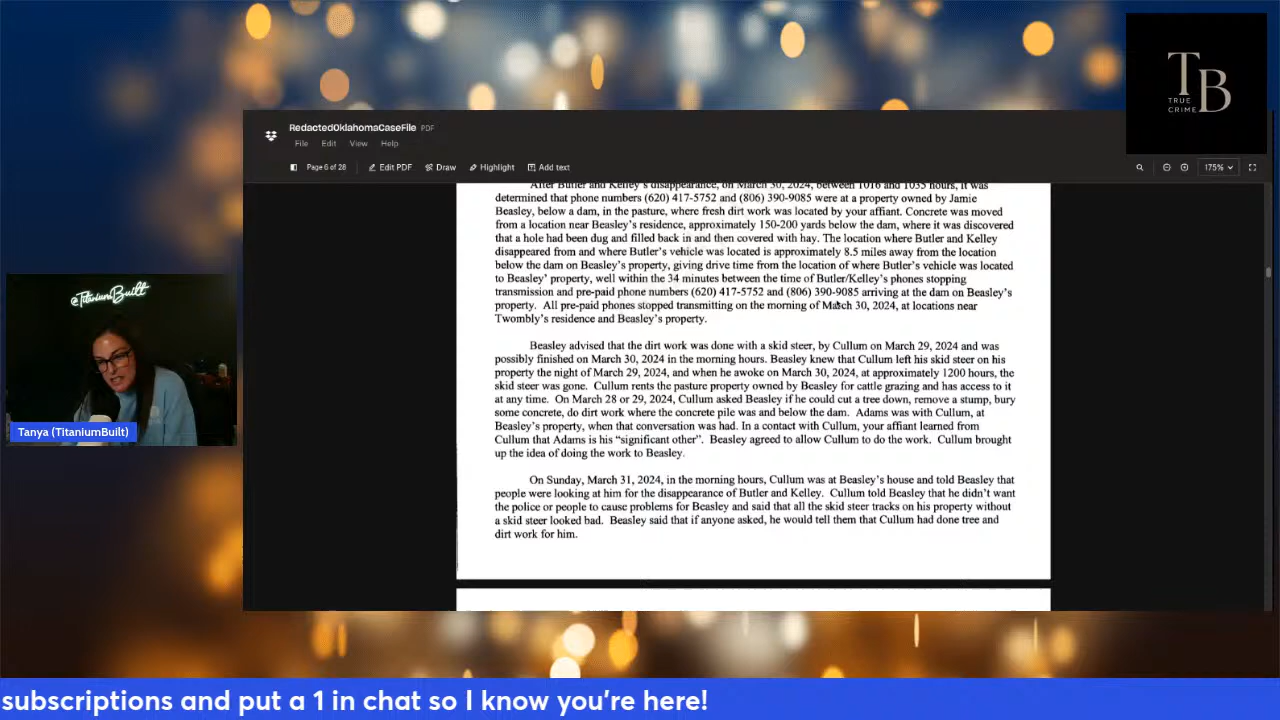 TB
TRUE
CRIME
RedactedOklahomaCaseFile PDF
File Edit View Help
Page 6 of 28 Edit PDF Draw Highlight Add text 175%
After Butler and Kelley's disappearance, on March 30, 2024, between 1016 and 1035 hours, it was
determined that phone numbers (620) 417-5752 and (806) 390-9085 were at a property owned by Jamie
Beasley, below a dam, in the pasture, where fresh dirt work was located by your affiant. Concrete was moved
from a location near Beasley's residence, approximately 150-200 yards below the dam, where it was discovered
that a hole had been dug and filled back in and then covered with hay. The location where Butler and Kelley
disappeared from and where Butler's vehicle was located is approximately 8.5 miles away from the location
below the dam on Beasley's property, giving drive time from the location of where Butler's vehicle was located
to Beasley' property, well within the 34 minutes between the time of Butler/Kelley's phones stopping
transmission and pre-paid phone numbers (620) 417-5752 and (806) 390-9085 arriving at the dam on Beasley's
property. All pre-paid phones stopped transmitting on the morning of March 30, 2024, at locations near
Twombly's residence and Beasley's property.
Beasley advised that the dirt work was done with a skid steer, by Cullum on March 29, 2024 and was
possibly finished on March 30, 2024 in the morning hours. Beasley knew that Cullum left his skid steer on his
property the night of March 29, 2024, and when he awoke on March 30, 2024, at approximately 1200 hours, the
skid steer was gone. Cullum rents the pasture property owned by Beasley for cattle grazing and has access to it
at any time. On March 28 or 29, 2024, Cullum asked Beasley if he could cut a tree down, remove a stump, bury
some concrete, do dirt work where the concrete pile was and below the dam. Adams was with Cullum, at
Beasley's property, when that conversation was had. In a contact with Cullum, your affiant learned from
Cullum that Adams is his "significant other". Beasley agreed to allow Cullum to do the work. Cullum brought
up the idea of doing the work to Beasley.
On Sunday, March 31, 2024, in the morning hours, Cullum was at Beasley's house and told Beasley that
people were looking at him for the disappearance of Butler and Kelley. Cullum told Beasley that he didn't want
the police or people to cause problems for Beasley and said that all the skid steer tracks on his property without
a skid steer looked bad. Beasley said that if anyone asked, he would tell them that Cullum had done tree and
dirt work for him.
@TitaniumBuilt
Tanya (TitaniumBuilt)
subscriptions and put a 1 in chat so I know you're here!